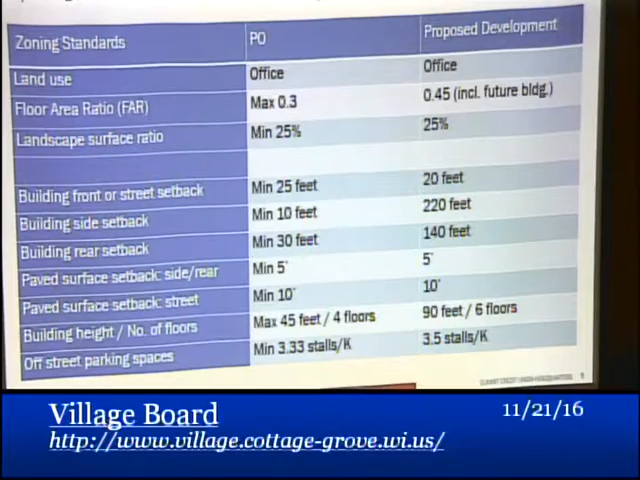 Zoning Standards PO Proposed Development
Land use Office Office
Floor Area Ratio (FAR) Max 0.3 0.45 (incl. future bldg.)
Landscape surface ratio Min 25% 25%
Building front or street setback Min 25 feet 20 feet
Building side setback Min 10 feet 220 feet
Building rear setback Min 30 feet 140 feet
Paved surface setback: side/rear Min 5' 5'
Paved surface setback: street Min 10' 10'
Building height / No. of floors Max 45 feet / 4 floors 90 feet / 6 floors
Off street parking spaces Min 3.33 stalls/K 3.5 stalls/K
SUMMIT CREDIT UNION HEADQUARTERS
Village Board 11/21/16
http://www.village.cottage-grove.wi.us/